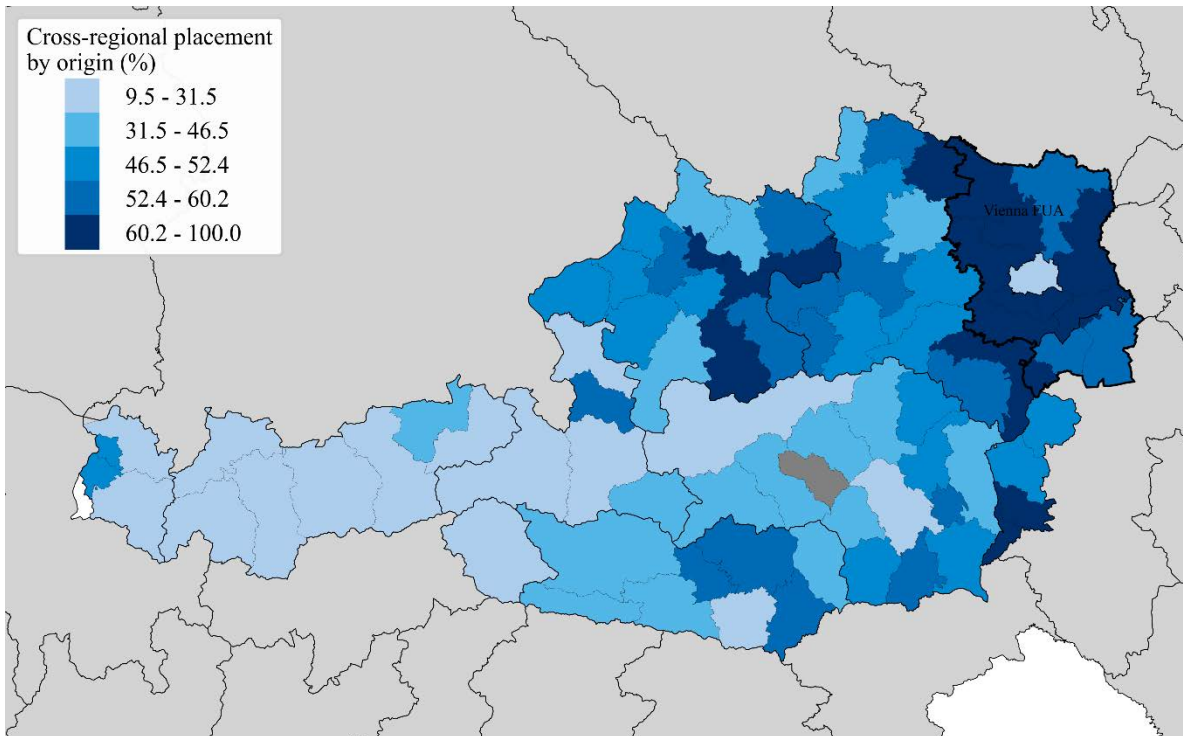 Cross-regional placement
by origin (%)
9.5 - 31.5
31.5 - 46.5
46.5 - 52.4
52.4 - 60.2
60.2 - 100.0
Vienna EUA